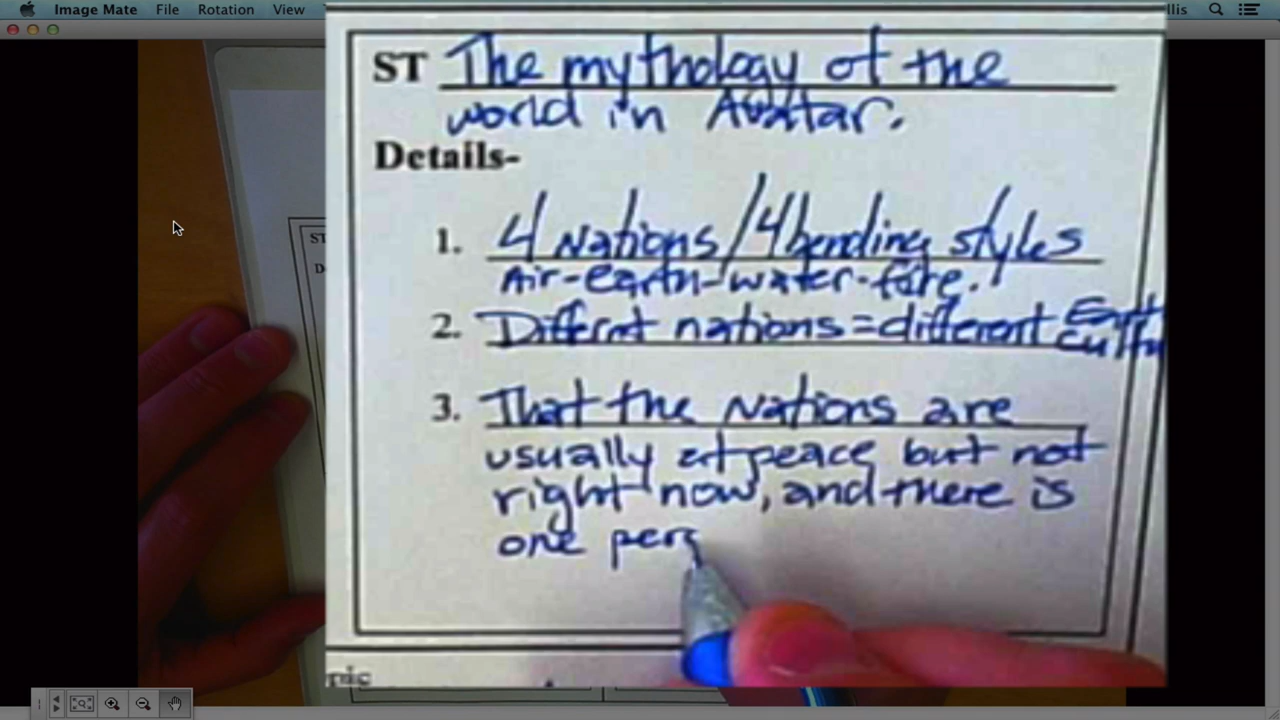 Image Mate File Rotation View llis
ST The mythology of the
world in Avatar.
Details-
1. 4 Nations/4 bending styles
Air-earth-water-fire.
2. Differnt nations=different
3. That the Nations are
usually at peace but not
right now, and there is
one pers
ST